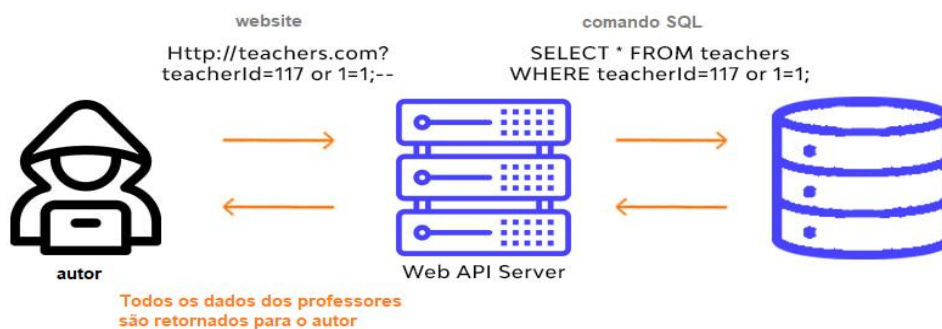 website
comando SQL
Http://teachers.com?
teacherId=117 or 1=1;--
SELECT * FROM teachers
WHERE teacherId=117 or 1=1;
autor
Web API Server
Todos os dados dos professores
são retornados para o autor